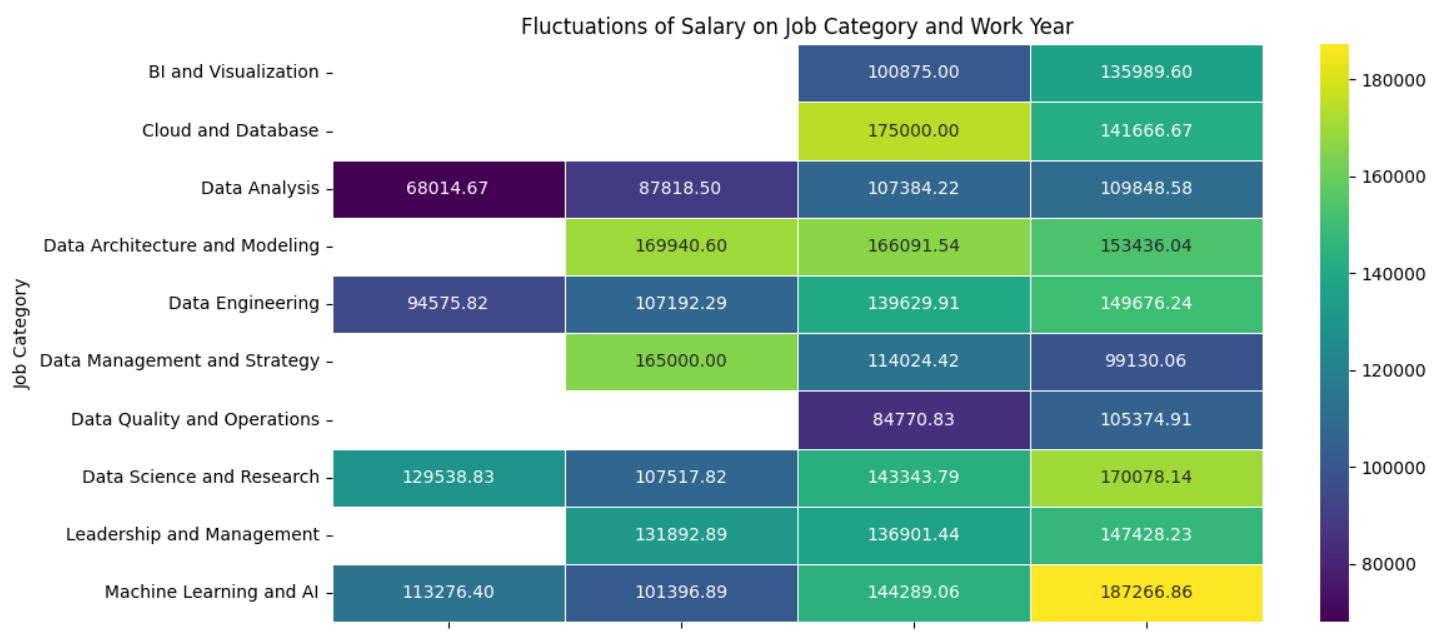 Fluctuations of Salary on Job Category and Work Year
Job Category
BI and Visualization 100875.00 135989.60
Cloud and Database 175000.00 141666.67
Data Analysis 68014.67 87818.50 107384.22 109848.58
Data Architecture and Modeling 169940.60 166091.54 153436.04
Data Engineering 94575.82 107192.29 139629.91 149676.24
Data Management and Strategy 165000.00 114024.42 99130.06
Data Quality and Operations 84770.83 105374.91
Data Science and Research 129538.83 107517.82 143343.79 170078.14
Leadership and Management 131892.89 136901.44 147428.23
Machine Learning and AI 113276.40 101396.89 144289.06 187266.86
180000
160000
140000
120000
100000
80000